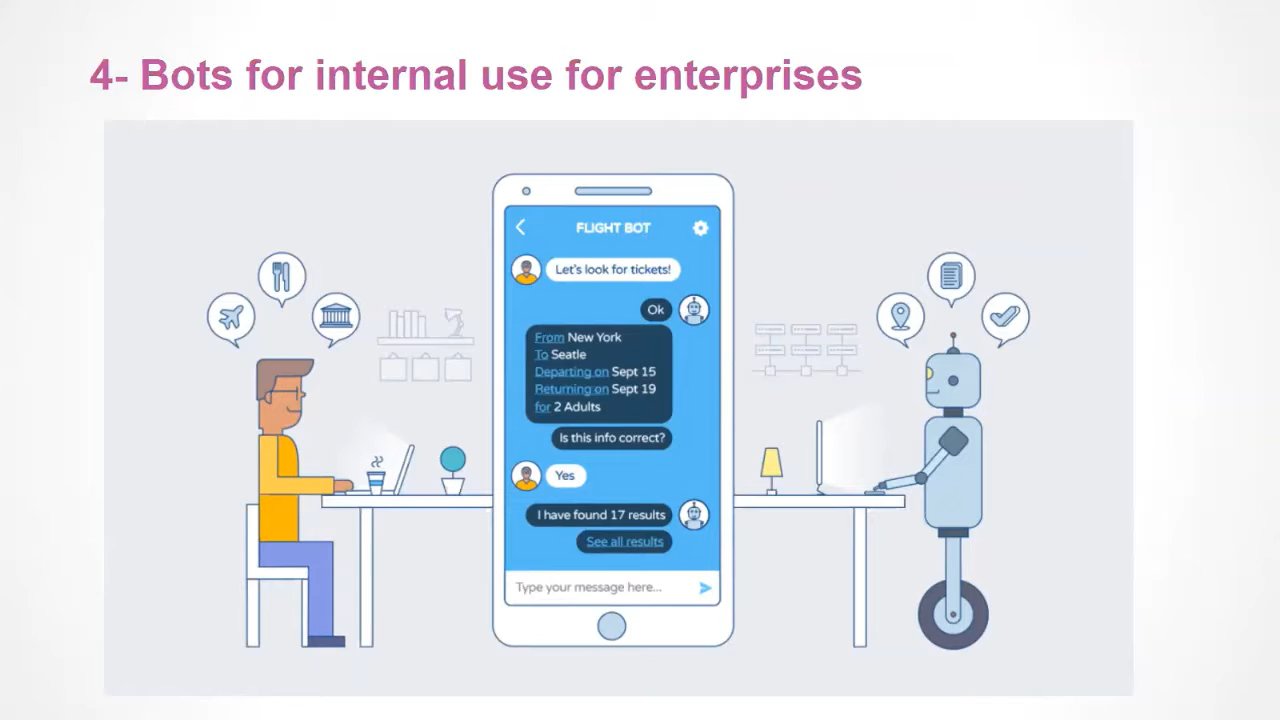 4- Bots for internal use for enterprises
FLIGHT BOT
Let's look for tickets!
Ok
From New York
To Seatle
Departing on Sept 15
Returning on Sept 19
for 2 Adults
Is this info correct?
Yes
I have found 17 results
See all results
Type your message here...